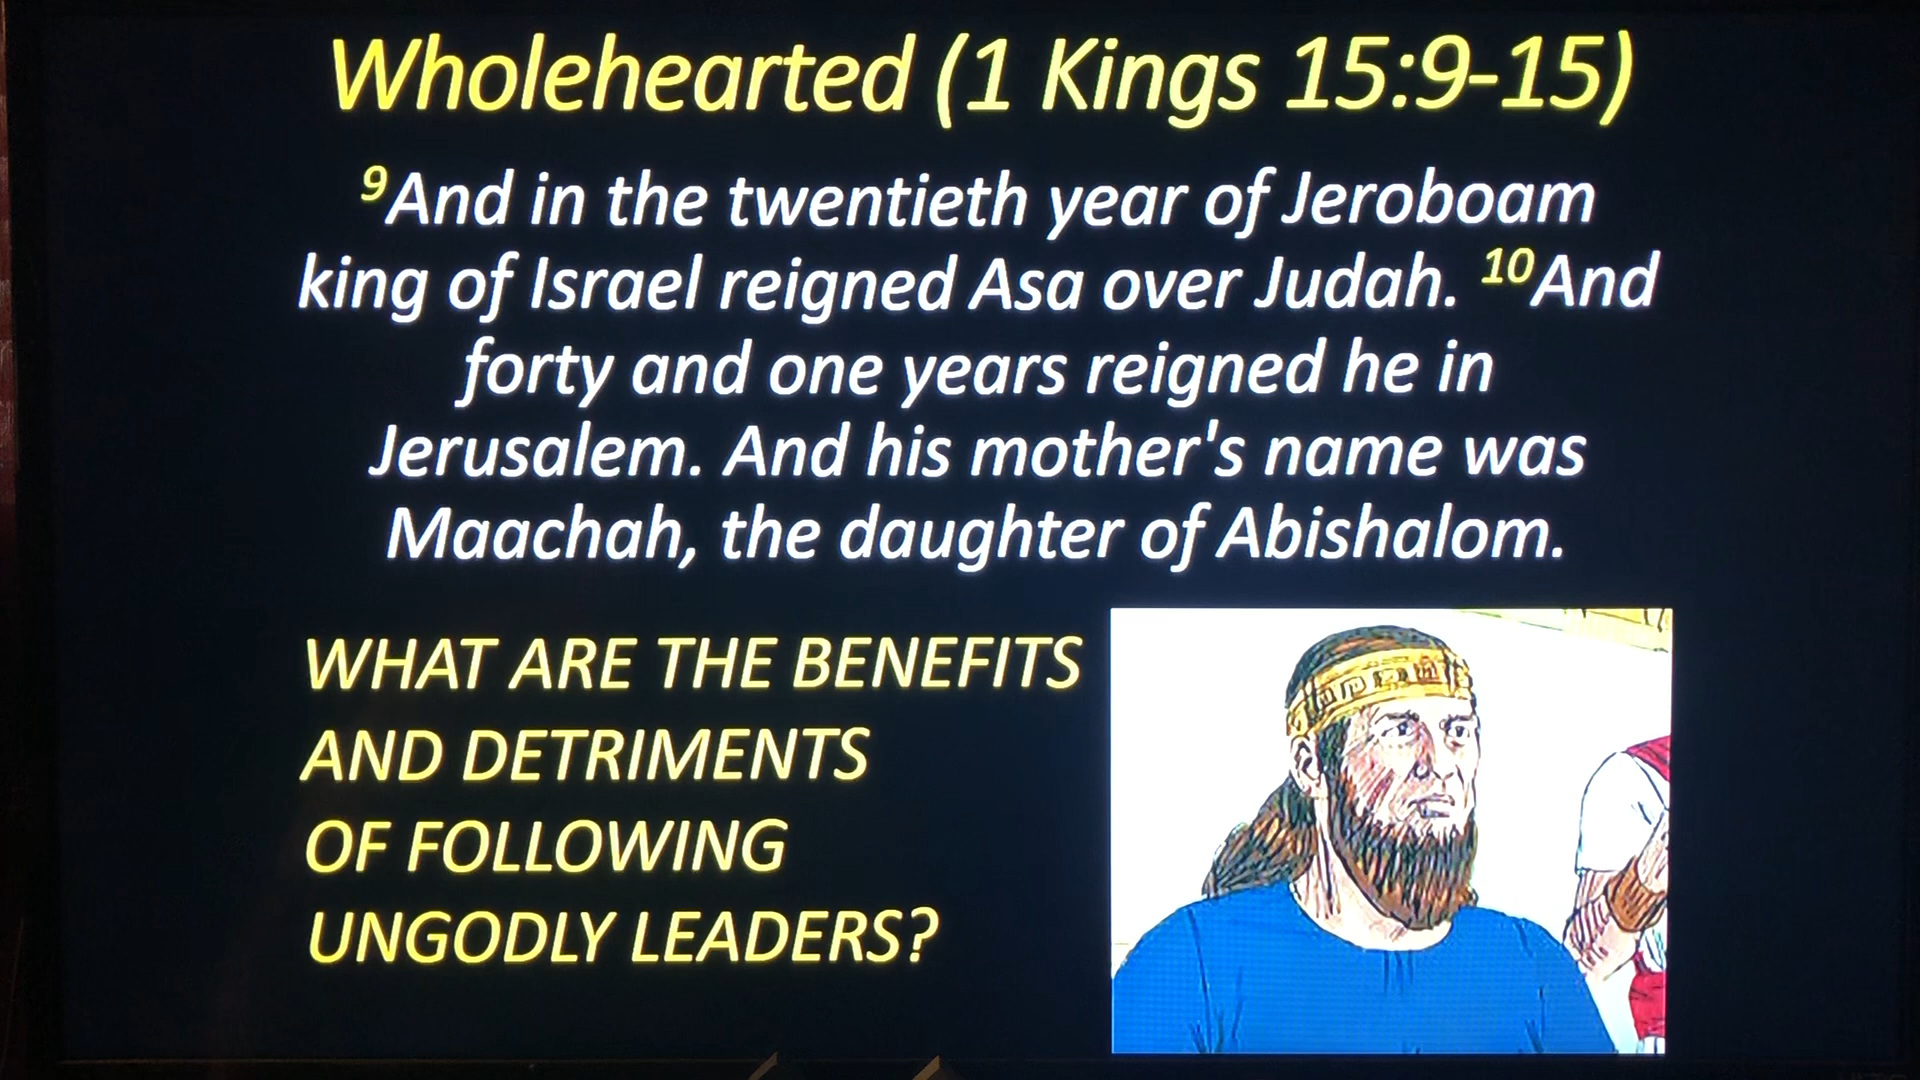 Wholehearted (1 Kings 15:9-15)
9And in the twentieth year of Jeroboam
king of Israel reigned Asa over Judah. 10And
forty and one years reigned he in
Jerusalem. And his mother's name was
Maachah, the daughter of Abishalom.
WHAT ARE THE BENEFITS
AND DETRIMENTS
OF FOLLOWING
UNGODLY LEADERS?